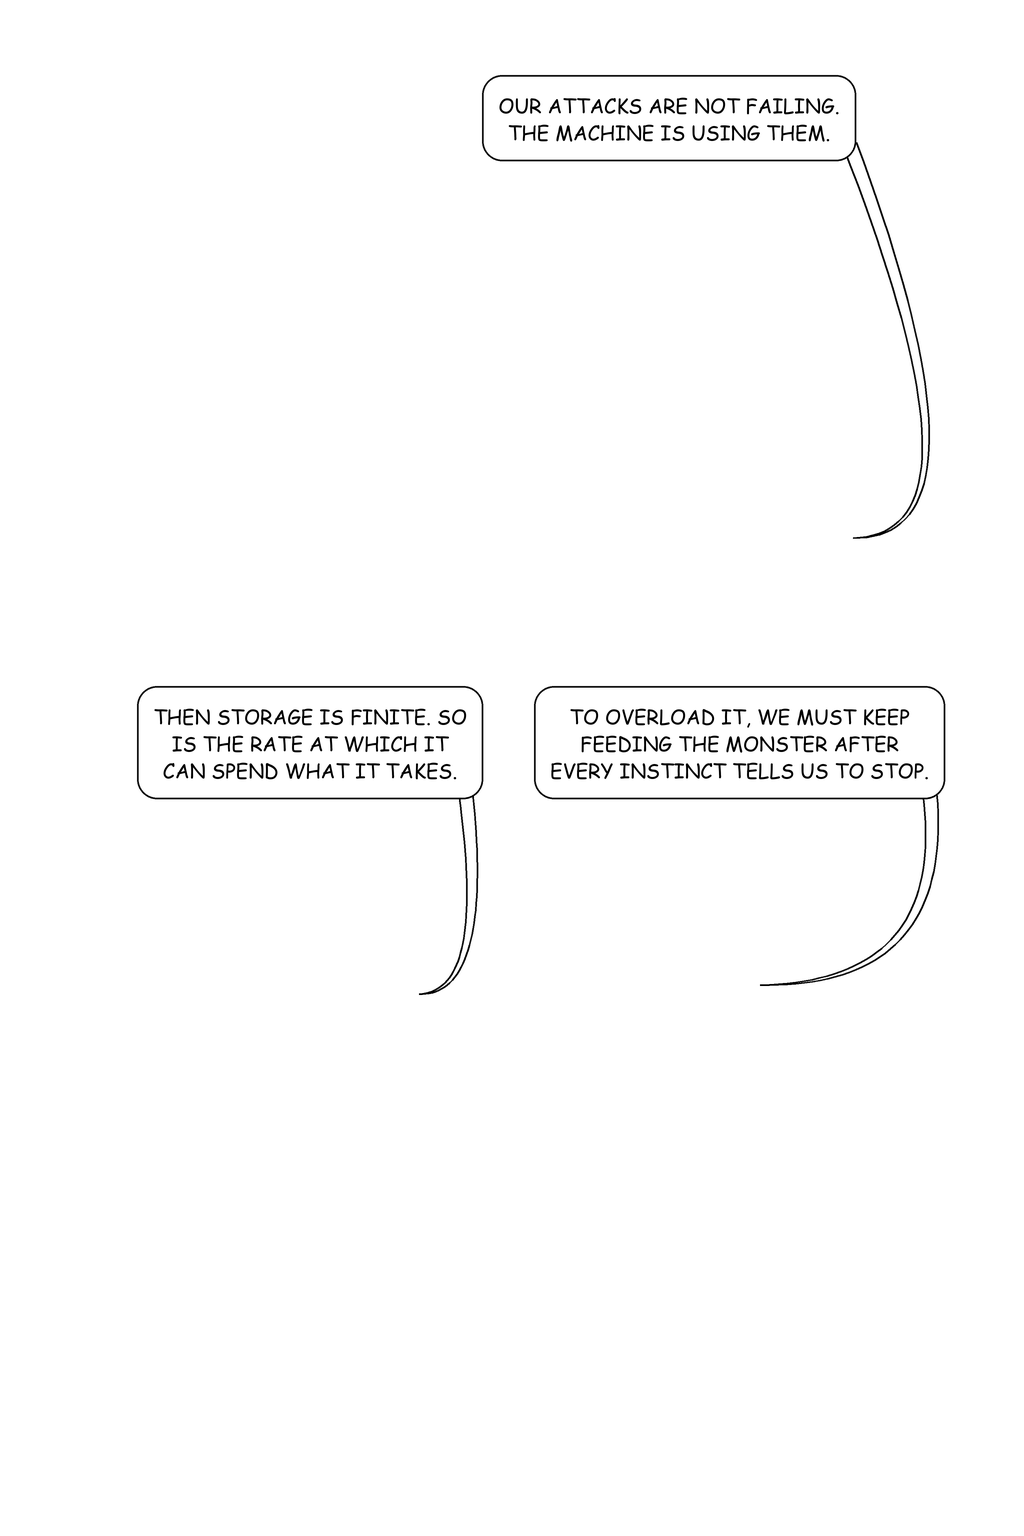 OUR ATTACKS ARE NOT FAILING.
THE MACHINE IS USING THEM.
THEN STORAGE IS FINITE. SO
IS THE RATE AT WHICH IT
CAN SPEND WHAT IT TAKES.
TO OVERLOAD IT, WE MUST KEEP
FEEDING THE MONSTER AFTER
EVERY INSTINCT TELLS US TO STOP.